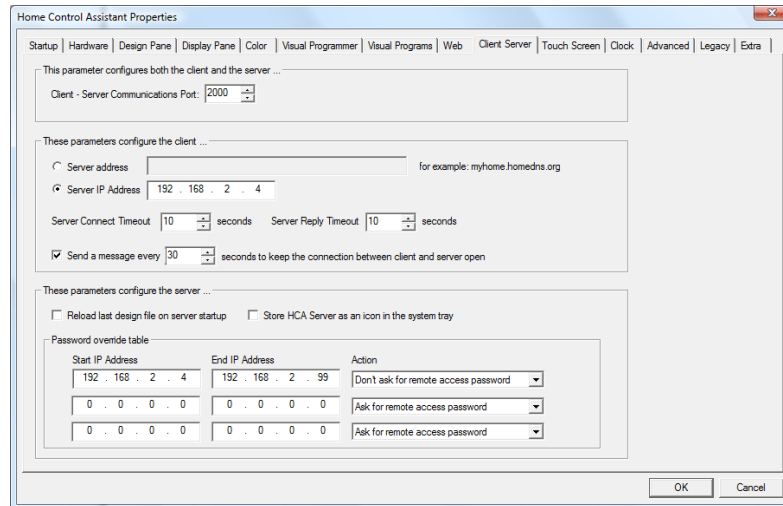 Home Control Assistant Properties
Startup Hardware Design Pane Display Pane Color Visual Programmer Visual Programs Web Client Server Touch Screen Clock Advanced Legacy Extra
This parameter configures both the client and the server ...
Client - Server Communications Port: 2000
These parameters configure the client ...
Server address for example: myhome.homedns.org
Server IP Address 192 . 168 . 2 . 4
Server Connect Timeout 10 seconds Server Reply Timeout 10 seconds
Send a message every 30 seconds to keep the connection between client and server open
These parameters configure the server ...
Reload last design file on server startup Store HCA Server as an icon in the system tray
Password override table
Start IP Address End IP Address Action
192 . 168 . 2 . 4 192 . 168 . 2 . 99 Don't ask for remote access password
0 . 0 . 0 . 0 0 . 0 . 0 . 0 Ask for remote access password
0 . 0 . 0 . 0 0 . 0 . 0 . 0 Ask for remote access password
OK Cancel